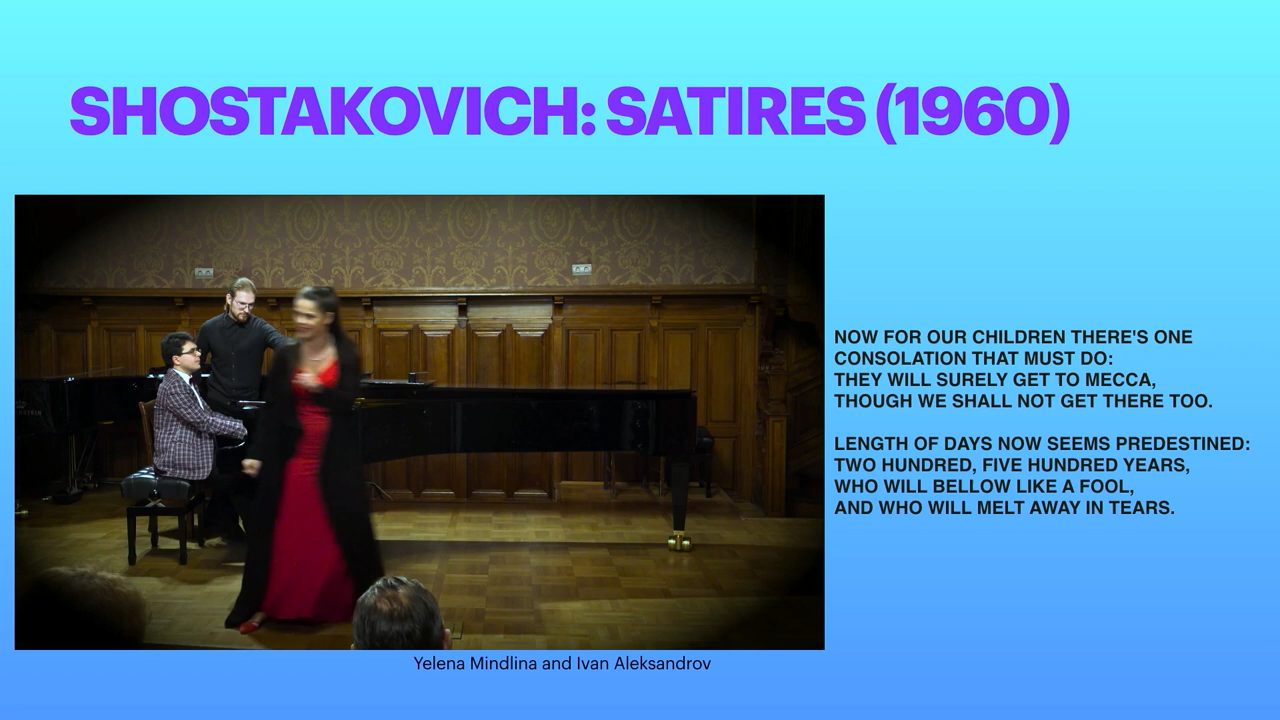 SHOSTAKOVICH: SATIRES (1960)
NOW FOR OUR CHILDREN THERE'S ONE
CONSOLATION THAT MUST DO:
THEY WILL SURELY GET TO MECCA,
THOUGH WE SHALL NOT GET THERE TOO.
LENGTH OF DAYS NOW SEEMS PREDESTINED:
TWO HUNDRED, FIVE HUNDRED YEARS,
WHO WILL BELLOW LIKE A FOOL,
AND WHO WILL MELT AWAY IN TEARS.
Yelena Mindlina and Ivan Aleksandrov